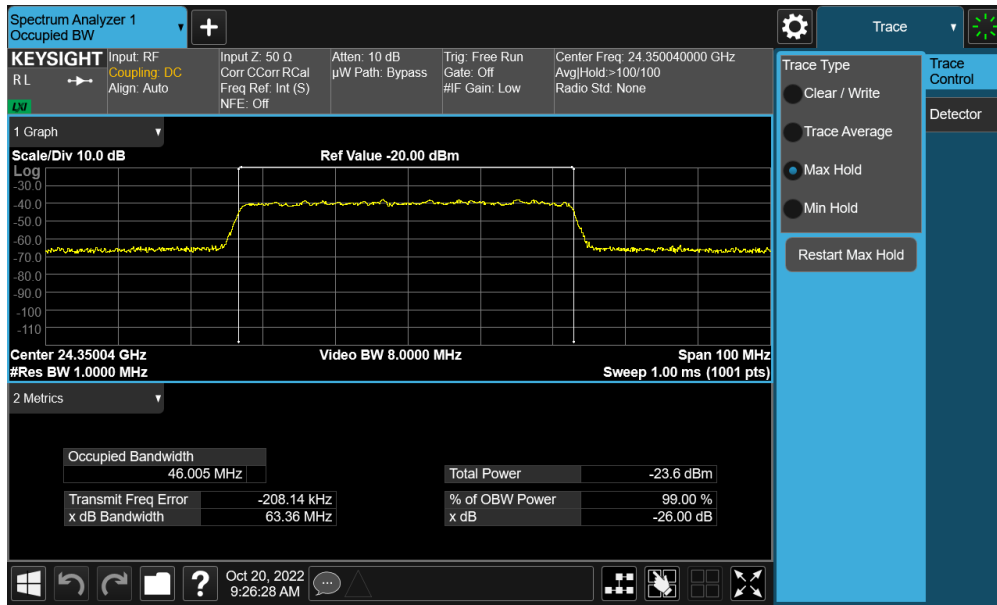 Spectrum Analyzer 1
Occupied BW
+
Trace
KEYSIGHT
R L
LXI
Input: RF
Coupling: DC
Align: Auto
Input Z: 50 Ω
Corr CCorr RCal
Freq Ref: Int (S)
NFE: Off
Atten: 10 dB
µW Path: Bypass
Trig: Free Run
Gate: Off
#IF Gain: Low
Center Freq: 24.350040000 GHz
Avg|Hold:>100/100
Radio Std: None
Trace Type
Clear / Write
Trace Average
Max Hold
Min Hold
Restart Max Hold
Trace
Control
Detector
1 Graph
Scale/Div 10.0 dB
Ref Value -20.00 dBm
Log
-30.0
-40.0
-50.0
-60.0
-70.0
-80.0
-90.0
-100
-110
Center 24.35004 GHz
Video BW 8.0000 MHz
Span 100 MHz
#Res BW 1.0000 MHz
Sweep 1.00 ms (1001 pts)
2 Metrics
Occupied Bandwidth
46.005 MHz
Total Power -23.6 dBm
Transmit Freq Error -208.14 kHz
% of OBW Power 99.00 %
x dB Bandwidth 63.36 MHz
x dB -26.00 dB
?
Oct 20, 2022
9:26:28 AM